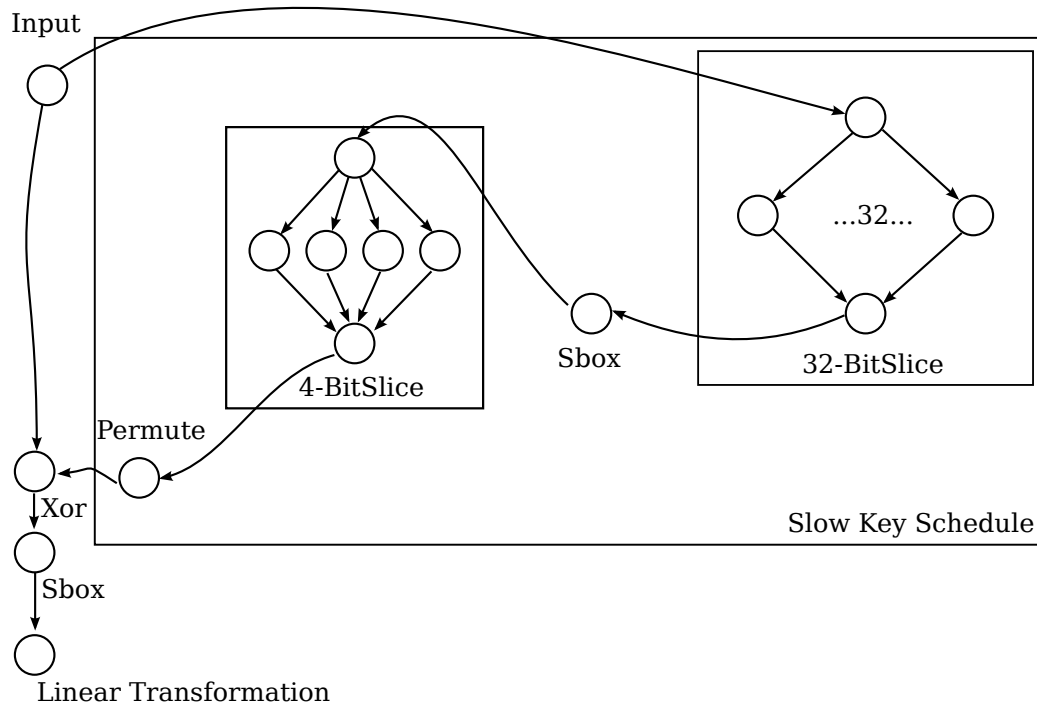 Input
...32...
Sbox
32-BitSlice
4-BitSlice
Permute
Xor
Slow Key Schedule
Sbox
Linear Transformation